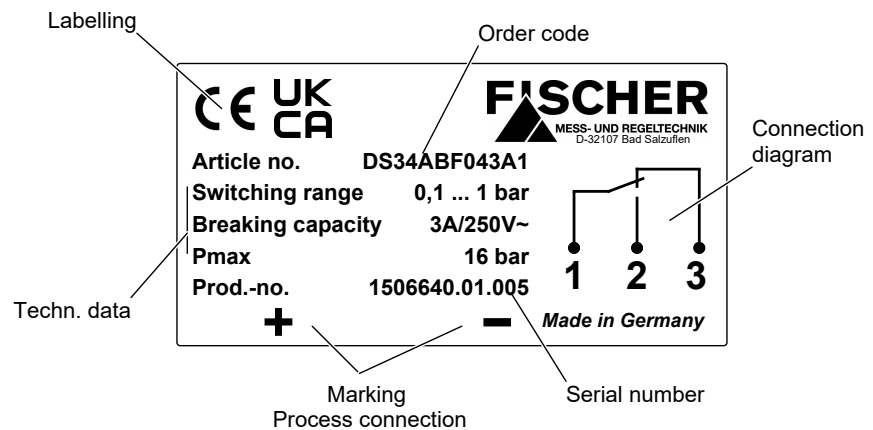 Labelling
Order code
CE UK
CA
FISCHER
MESS- UND REGELTECHNIK
D-32107 Bad Salzuflen
Connection
diagram
Article no. DS34ABF043A1
Switching range 0,1 ... 1 bar
Breaking capacity 3A/250V~
Pmax 16 bar
Prod.-no. 1506640.01.005
1 2 3
Techn. data
+ − Made in Germany
Marking
Process connection
Serial number